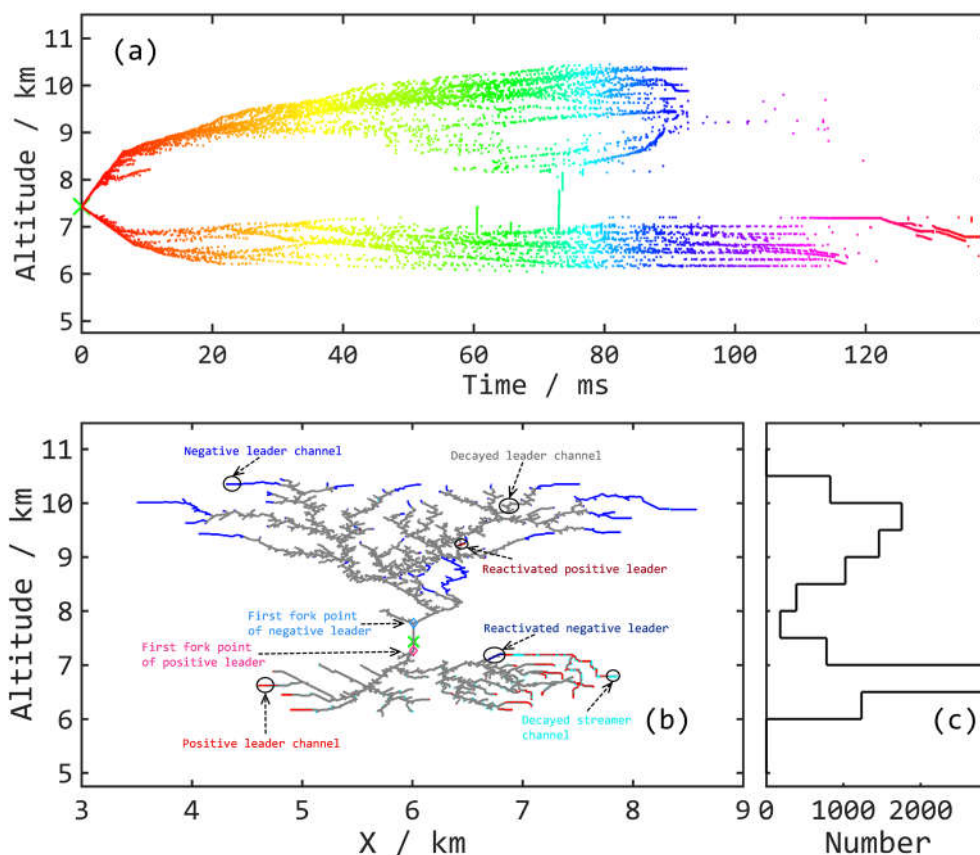 (a)
11
10
9
8
7
6
5
Altitude / km
0 20 40 60 80 100 120
Time / ms
11
10
9
8
7
6
5
Altitude / km
Negative leader channel
Decayed leader channel
Reactivated positive leader
First fork point
of negative leader
Reactivated negative leader
First fork point
of positive leader
Decayed streamer
channel
Positive leader channel
(b)
(c)
3 4 5 6 7 8 9
X / km
0 1000 2000
Number